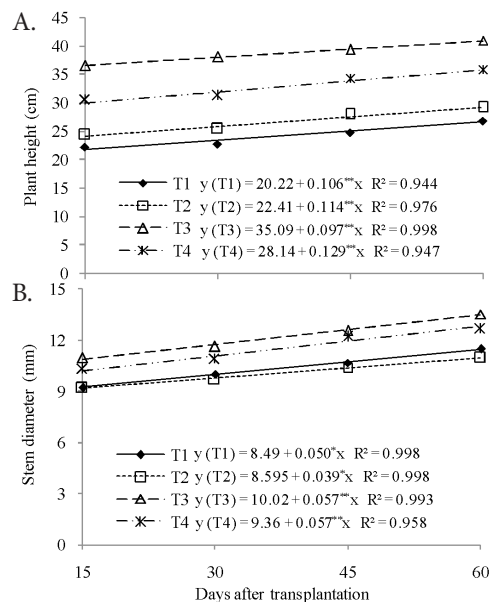 A.
45
40
35
30
25
20
15
10
5
0
Plant height (cm)
T1 y (T1) = 20.22 + 0.106**x R² = 0.944
T2 y (T2) = 22.41 + 0.114**x R² = 0.976
T3 y (T3) = 35.09 + 0.097**x R² = 0.998
T4 y (T4) = 28.14 + 0.129**x R² = 0.947
B.
15
12
9
6
3
0
Stem diameter (mm)
T1 y (T1) = 8.49 + 0.050*x R² = 0.998
T2 y (T2) = 8.595 + 0.039*x R² = 0.998
T3 y (T3) = 10.02 + 0.057**x R² = 0.993
T4 y (T4) = 9.36 + 0.057**x R² = 0.958
15 30 45 60
Days after transplantation